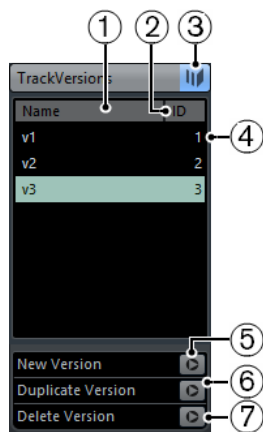 1 2 3
TrackVersions
Name ID
v1 1 4
v2 2
v3 3
5
New Version
Duplicate Version 6
Delete Version 7